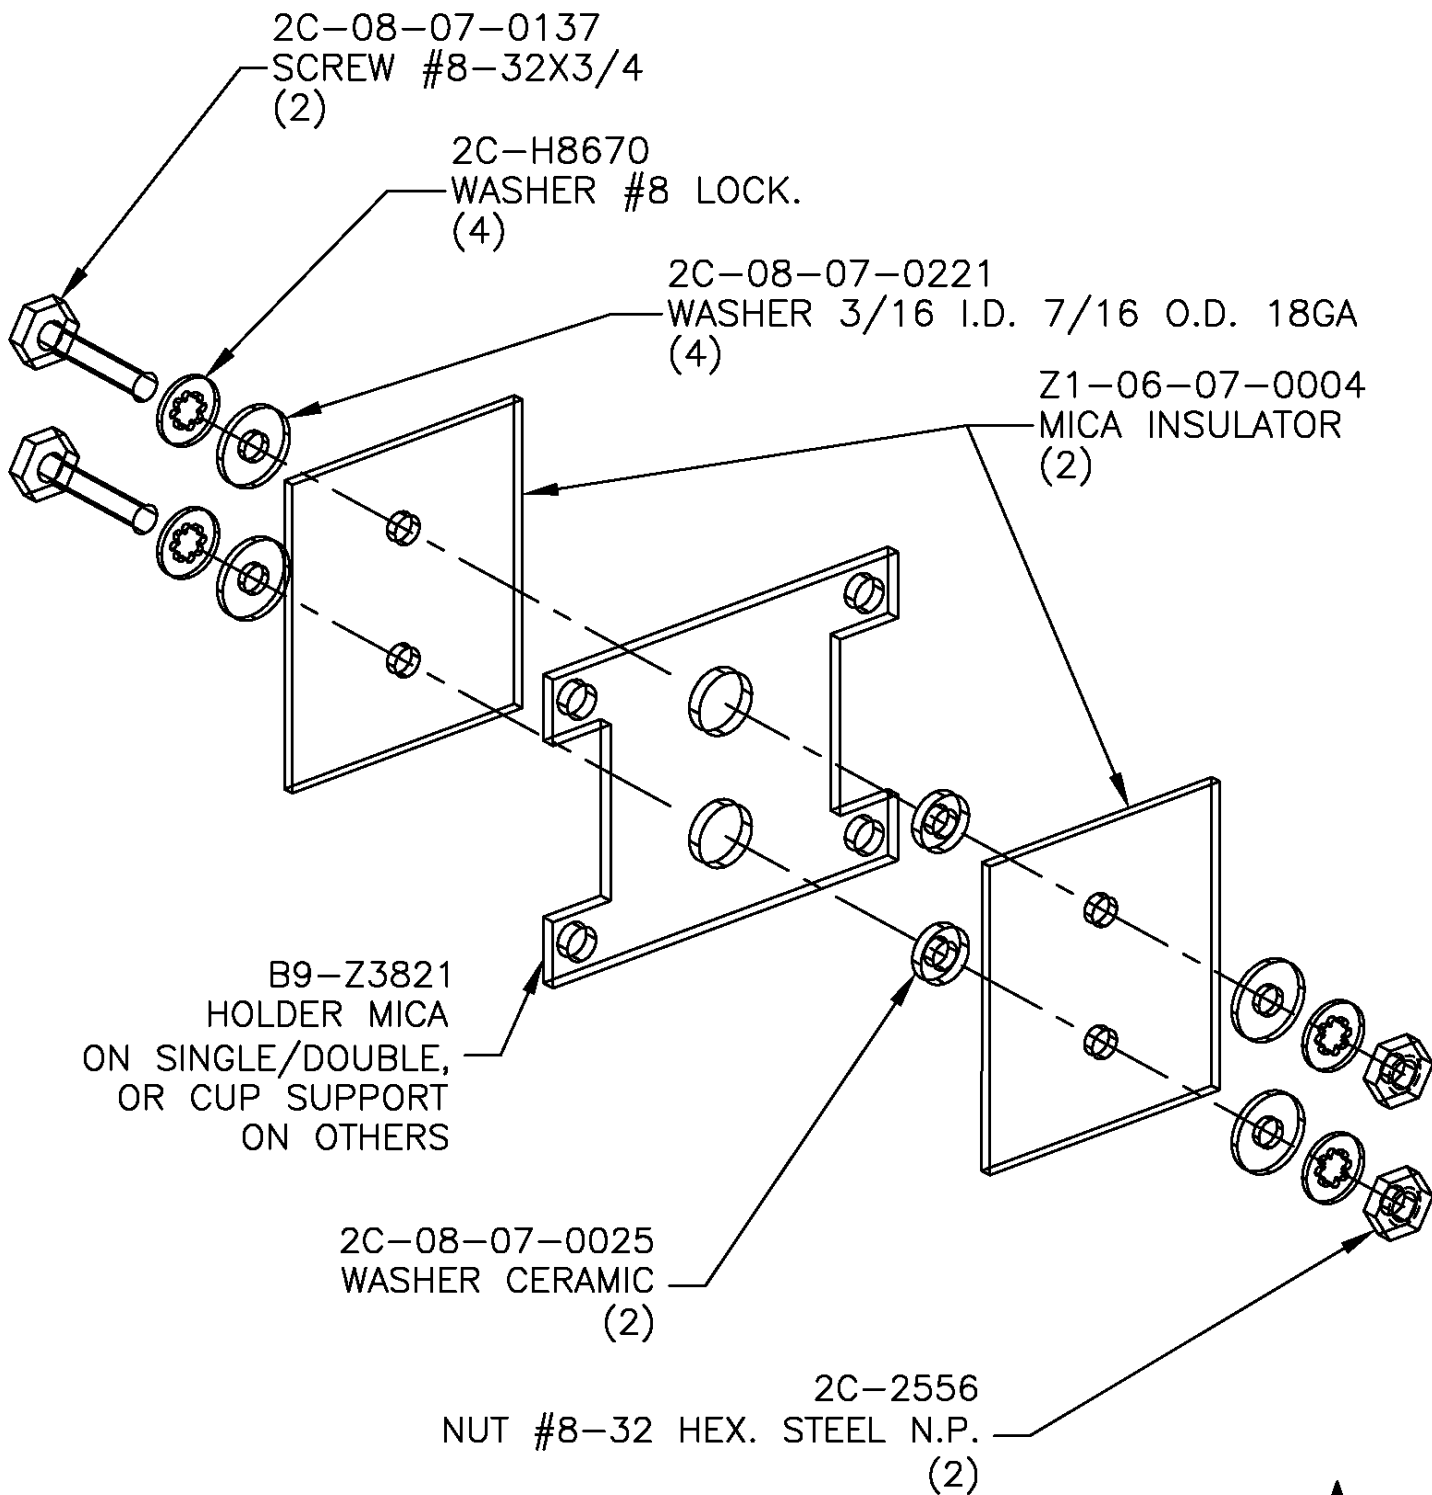 2C-08-07-0137
SCREW #8-32X3/4
(2)
2C-H8670
WASHER #8 LOCK.
(4)
2C-08-07-0221
WASHER 3/16 I.D. 7/16 O.D. 18GA
(4)
Z1-06-07-0004
MICA INSULATOR
(2)
B9-Z3821
HOLDER MICA
ON SINGLE/DOUBLE,
OR CUP SUPPORT
ON OTHERS
2C-08-07-0025
WASHER CERAMIC
(2)
2C-2556
NUT #8-32 HEX. STEEL N.P.
(2)